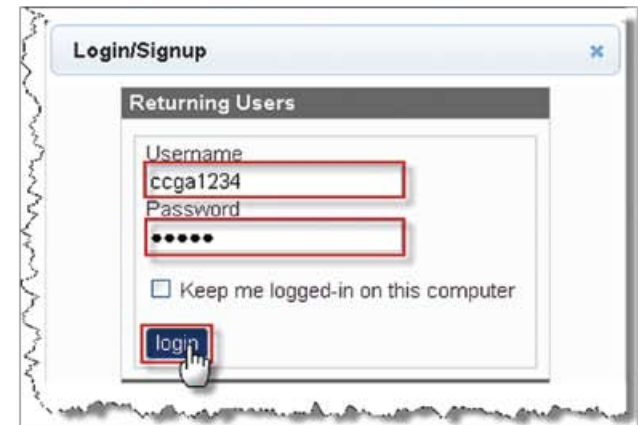 Login/Signup
Returning Users
Username
ccga1234
Password
•••••
Keep me logged-in on this computer
login